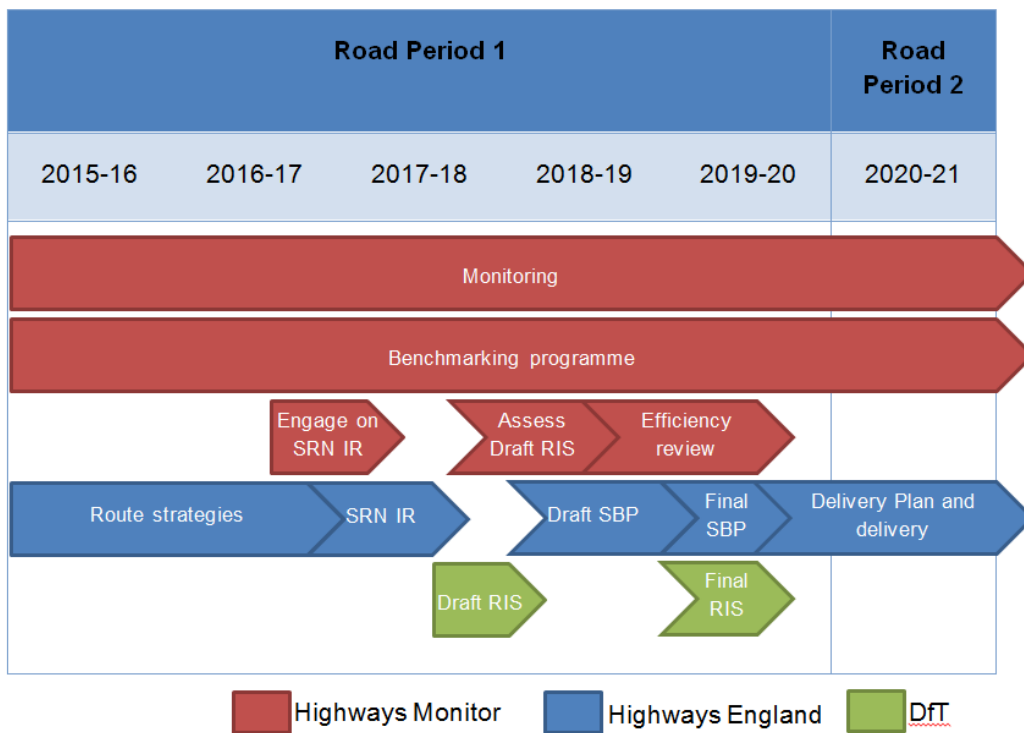 Road Period 1
Road
Period 2
2015-16
2016-17
2017-18
2018-19
2019-20
2020-21
Monitoring
Benchmarking programme
Engage on
SRN IR
Assess
Draft RIS
Efficiency
review
Route strategies
SRN IR
Draft SBP
Final
SBP
Delivery Plan and
delivery
Draft RIS
Final
RIS
Highways Monitor
Highways England
DfT